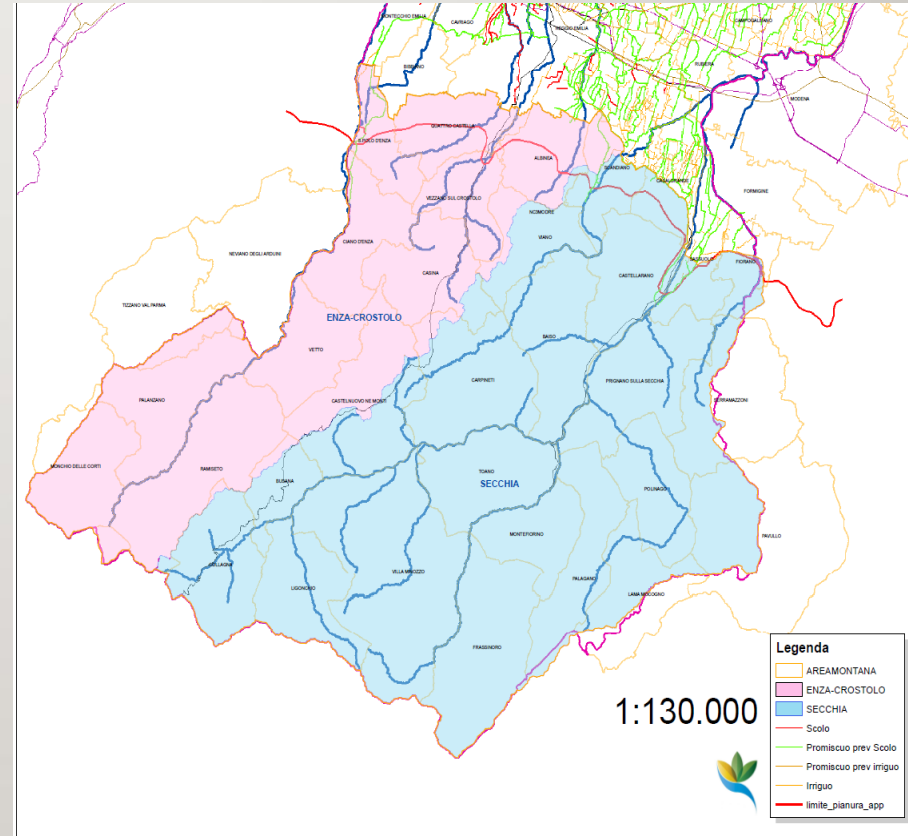 MONTECCHIO EMILIA
CAVRIAGO
REGGIO EMILIA
CAMPOGALLIANO
BIBBIANO
RUBIERA
MODENA
QUATTRO CASTELLA
S.POLO D'ENZA
ALBINEA
SCANDIANO
CASALGRANDE
FORMIGINE
VEZZANO SUL CROSTOLO
VIANO
CIANO D'ENZA
NEVIANO DEGLI ARDUINI
CASINA
SASSUOLO
FIORANO
CASTELLARANO
TIZZANO VAL PARMA
ENZA-CROSTOLO
BAISO
VETTO
CARPINETI
PRIGNANO SULLA SECCHIA
PALANZANO
CASTELNUOVO NE MONTI
SERRAMAZZONI
MONCHIO DELLE CORTI
RAMISETO
BUSANA
TOANO
SECCHIA
POLINAGO
MONTEFIORINO
PAVULLO
COLLAGNA
LIGONCHIO
VILLA MINOZZO
PALAGANO
LAMA MOCOGNO
FRASSINORO
1:130.000
Legenda
AREAMONTANA
ENZA-CROSTOLO
SECCHIA
Scolo
Promiscuo prev Scolo
Promiscuo prev irriguo
Irriguo
limite_pianura_app